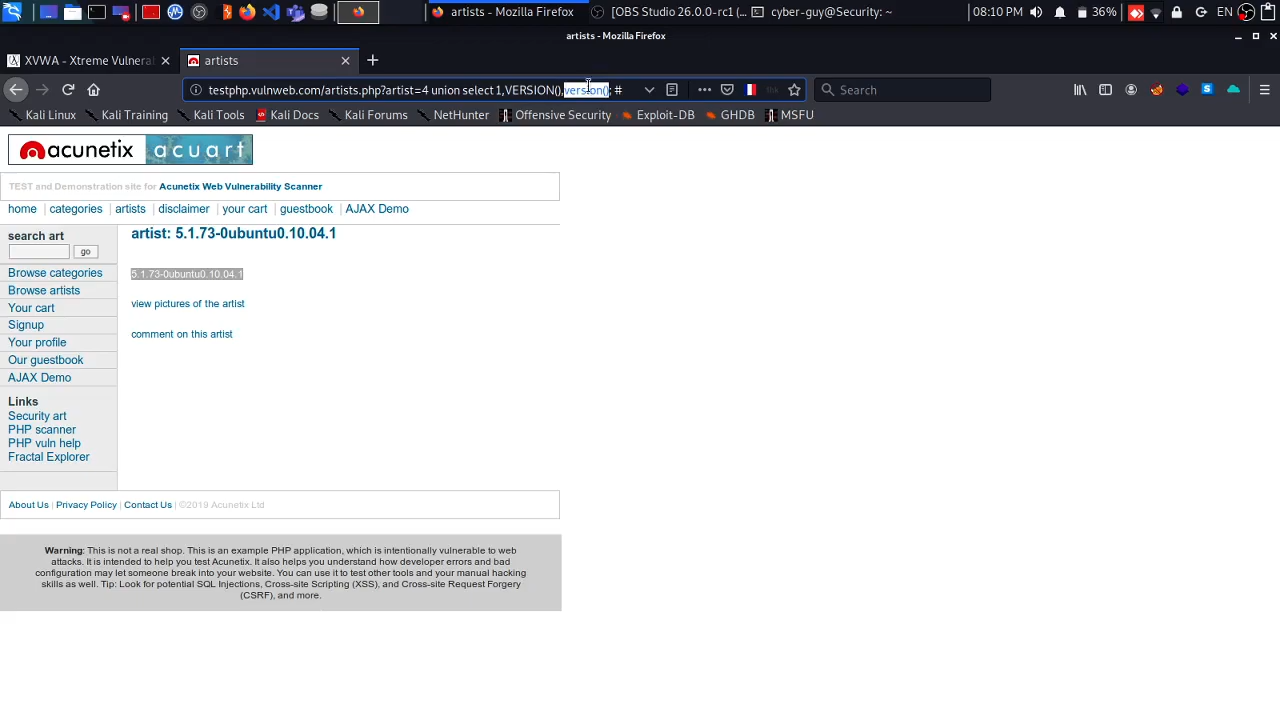 artists - Mozilla Firefox
[OBS Studio 26.0.0-rc1 (...
cyber-guy@Security: ~
08:10 PM
36%
EN
artists - Mozilla Firefox
XVWA - Xtreme Vulnera
artists
testphp.vulnweb.com/artists.php?artist=4 union select 1,VERSION(),version(); #
Search
Kali Linux
Kali Training
Kali Tools
Kali Docs
Kali Forums
NetHunter
Offensive Security
Exploit-DB
GHDB
MSFU
acunetix acuart
TEST and Demonstration site for Acunetix Web Vulnerability Scanner
home | categories | artists | disclaimer | your cart | guestbook | AJAX Demo
search art
go
Browse categories
Browse artists
Your cart
Signup
Your profile
Our guestbook
AJAX Demo
Links
Security art
PHP scanner
PHP vuln help
Fractal Explorer
artist: 5.1.73-0ubuntu0.10.04.1
5.1.73-0ubuntu0.10.04.1
view pictures of the artist
comment on this artist
About Us | Privacy Policy | Contact Us | ©2019 Acunetix Ltd
Warning: This is not a real shop. This is an example PHP application, which is intentionally vulnerable to web
attacks. It is intended to help you test Acunetix. It also helps you understand how developer errors and bad
configuration may let someone break into your website. You can use it to test other tools and your manual hacking
skills as well. Tip: Look for potential SQL Injections, Cross-site Scripting (XSS), and Cross-site Request Forgery
(CSRF), and more.